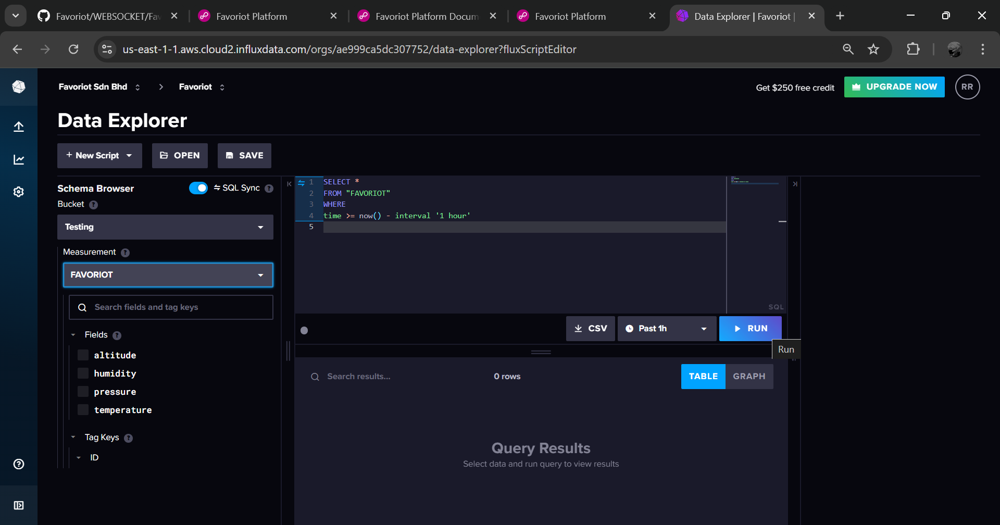 Favoriot/WEBSOCKET/Fav
Favoriot Platform
Favoriot Platform Docum
Favoriot Platform
Data Explorer | Favoriot |
us-east-1-1.aws.cloud2.influxdata.com/orgs/ae999ca5dc307752/data-explorer?fluxScriptEditor
Favoriot Sdn Bhd
Favoriot
Get $250 free credit
UPGRADE NOW
RR
Data Explorer
+ New Script
OPEN
SAVE
Schema Browser
SQL Sync ?
Bucket ?
Testing
Measurement ?
FAVORIOT
Search fields and tag keys
Fields ?
altitude
humidity
pressure
temperature
Tag Keys ?
ID
1 SELECT *
2 FROM "FAVORIOT"
3 WHERE
4 time >= now() - interval '1 hour'
5
SQL
CSV
Past 1h
RUN
Run
Search results...
0 rows
TABLE
GRAPH
Query Results
Select data and run query to view results